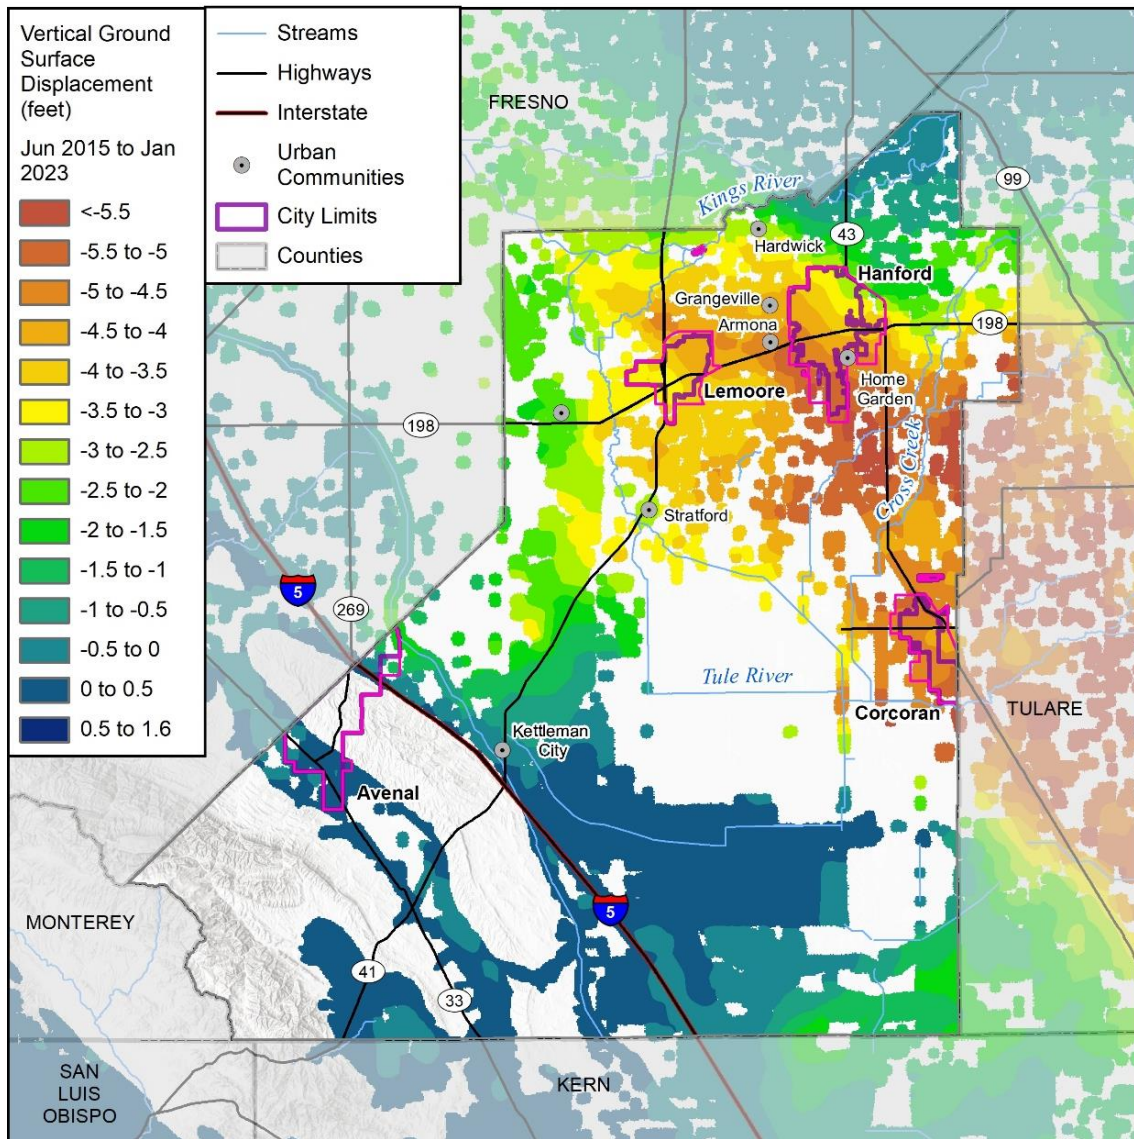 Vertical Ground
Surface
Displacement
(feet)
Jun 2015 to Jan
2023
<-5.5
-5.5 to -5
-5 to -4.5
-4.5 to -4
-4 to -3.5
-3.5 to -3
-3 to -2.5
-2.5 to -2
-2 to -1.5
-1.5 to -1
-1 to -0.5
-0.5 to 0
0 to 0.5
0.5 to 1.6
Streams
Highways
Interstate
Urban
Communities
City Limits
Counties
FRESNO
99
Kings River
Hardwick
43
Hanford
Grangeville
Armona
198
Lemoore
Home
Garden
198
Cross Creek
Stratford
5
269
Tule River
Corcoran
TULARE
Kettleman
City
Avenal
5
MONTEREY
41
33
SAN
LUIS
OBISPO
KERN